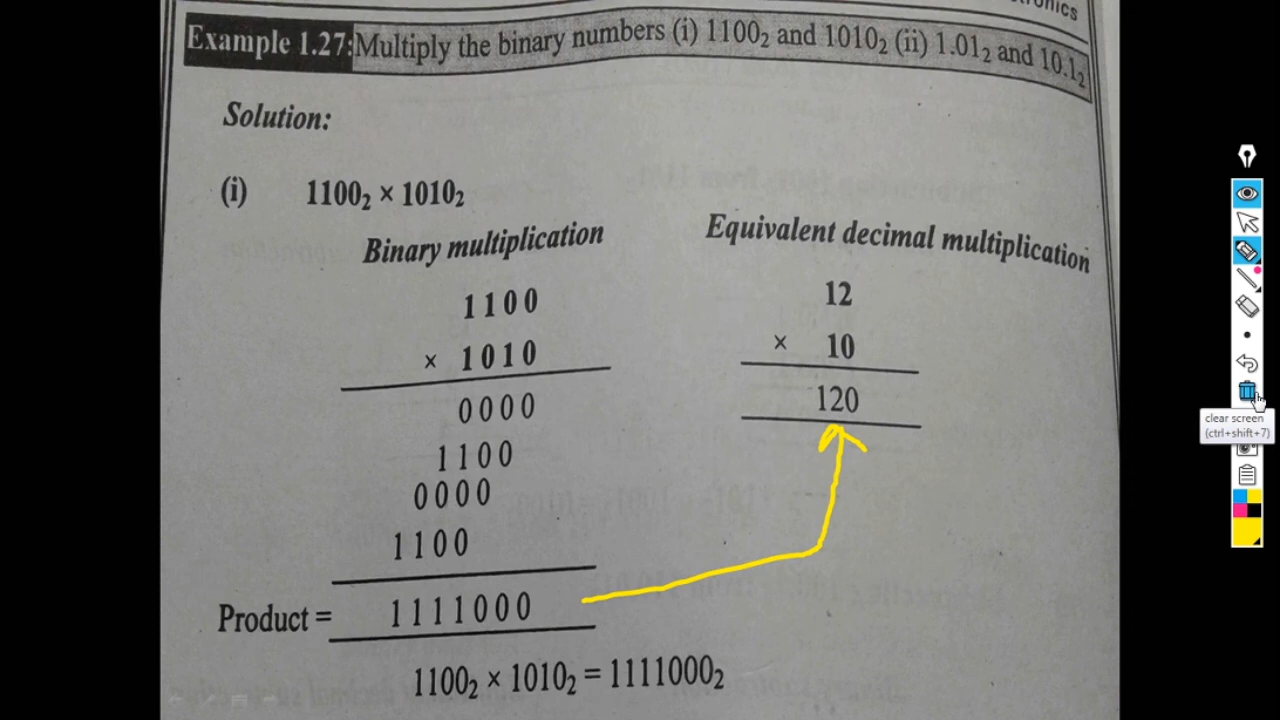 Example 1.27: Multiply the binary numbers (i) 1100₂ and 1010₂ (ii) 1.01₂ and 10.1₂
Solution:
(i) 1100₂ × 1010₂
Binary multiplication
1100
× 1010
0000
1100
0000
1100
Product = 1111000
1100₂ × 1010₂ = 1111000₂
Equivalent decimal multiplication
12
× 10
120
clear screen
(ctrl+shift+7)